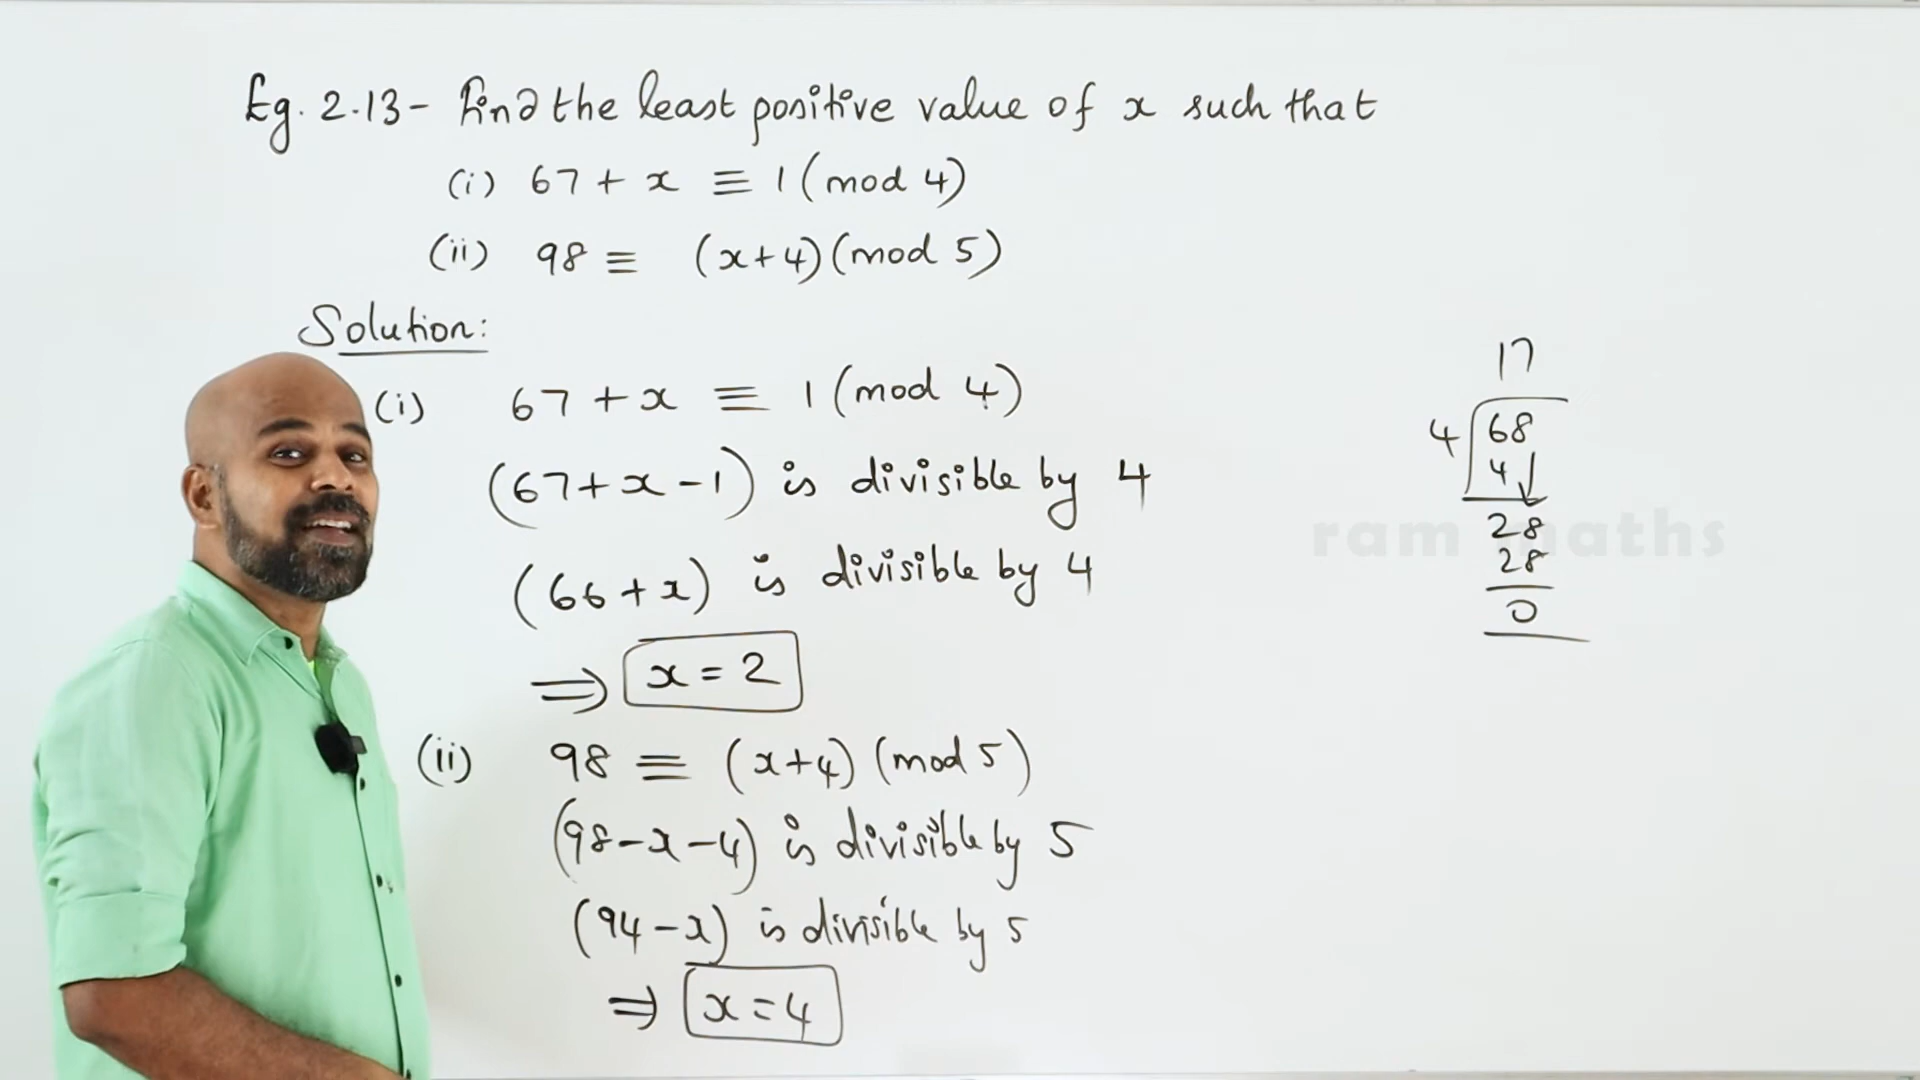 Eg. 2.13 - Find the least positive value of x such that
(i) 67 + x ≡ 1 (mod 4)
(ii) 98 ≡ (x+4) (mod 5)
Solution:
(i) 67 + x ≡ 1 (mod 4)
(67 + x - 1) is divisible by 4
(66 + x) is divisible by 4
⇒ x = 2
(ii) 98 ≡ (x+4) (mod 5)
(98 - x - 4) is divisible by 5
(94 - x) is divisible by 5
⇒ x = 4
17
4 68
4↓
28
28
0
ram maths